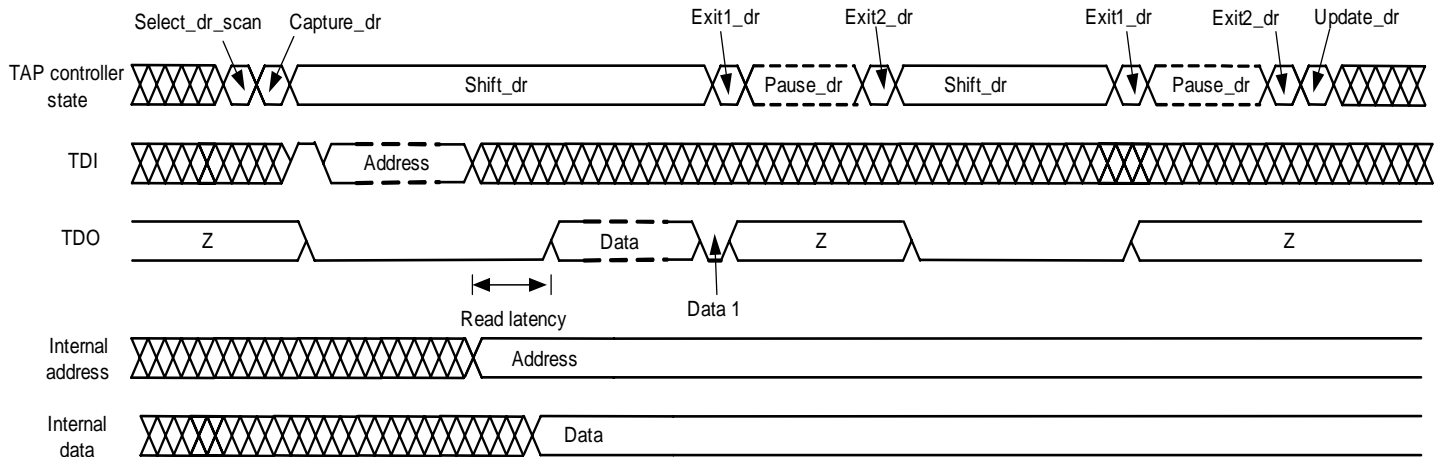 Select_dr_scan Capture_dr Exit1_dr Exit2_dr Exit1_dr Exit2_dr Update_dr
TAP controller
state
Shift_dr Pause_dr Shift_dr Pause_dr
TDI
Address
TDO
Z Data Z Z
Data 1
Read latency
Internal
address
Address
Internal
data
Data